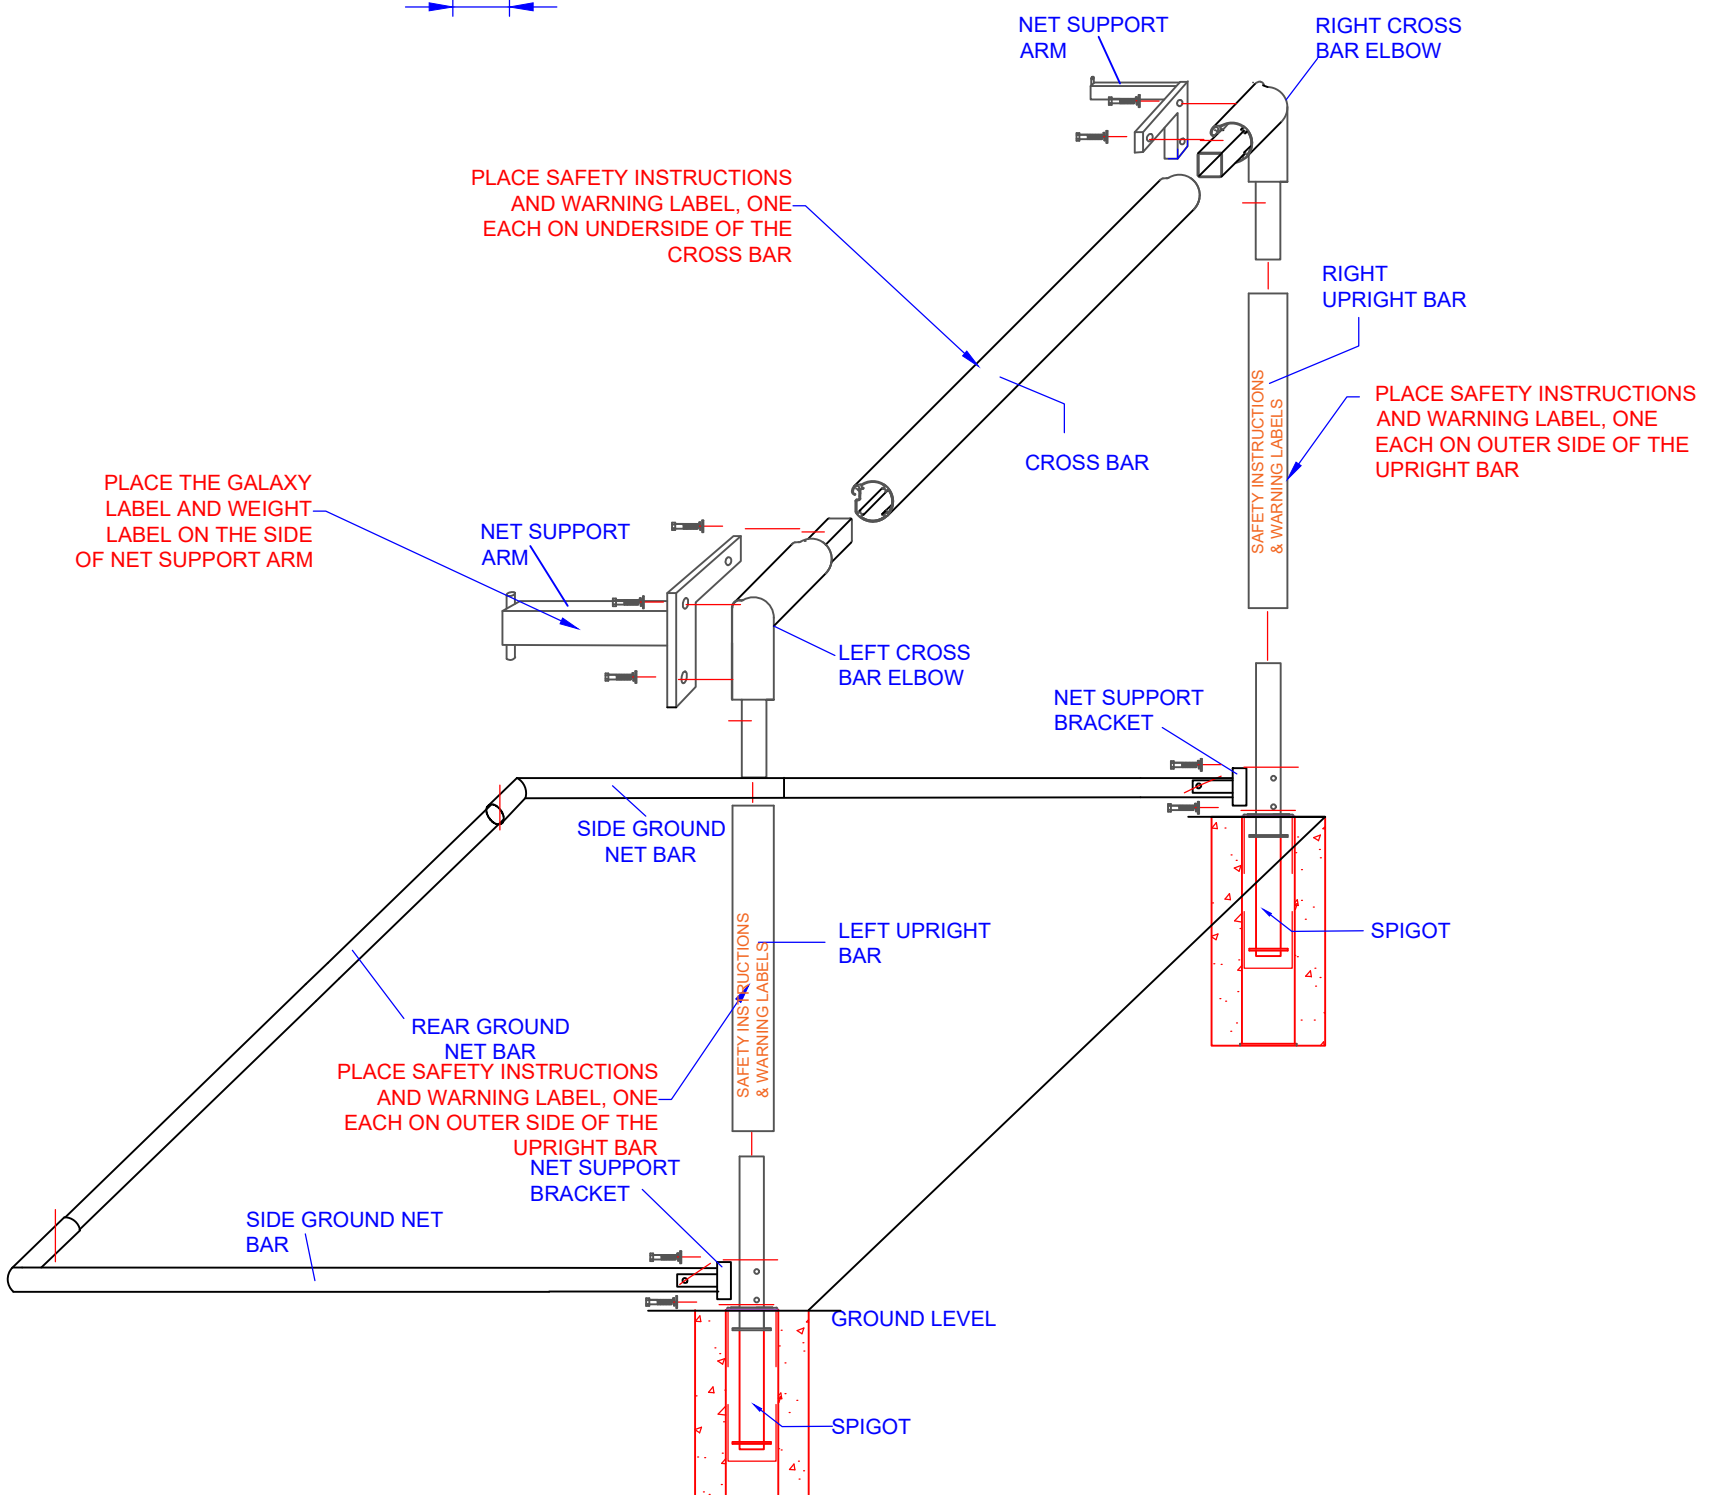 NET SUPPORT
ARM
RIGHT CROSS
BAR ELBOW
PLACE SAFETY INSTRUCTIONS
AND WARNING LABEL, ONE
EACH ON UNDERSIDE OF THE
CROSS BAR
RIGHT
UPRIGHT BAR
SAFETY INSTRUCTIONS
& WARNING LABELS
PLACE SAFETY INSTRUCTIONS
AND WARNING LABEL, ONE
EACH ON OUTER SIDE OF THE
UPRIGHT BAR
CROSS BAR
PLACE THE GALAXY
LABEL AND WEIGHT
LABEL ON THE SIDE
OF NET SUPPORT ARM
NET SUPPORT
ARM
LEFT CROSS
BAR ELBOW
NET SUPPORT
BRACKET
SIDE GROUND
NET BAR
LEFT UPRIGHT
BAR
SAFETY INSTRUCTIONS
& WARNING LABELS
SPIGOT
REAR GROUND
NET BAR
PLACE SAFETY INSTRUCTIONS
AND WARNING LABEL, ONE
EACH ON OUTER SIDE OF THE
UPRIGHT BAR
NET SUPPORT
BRACKET
SIDE GROUND NET
BAR
GROUND LEVEL
SPIGOT